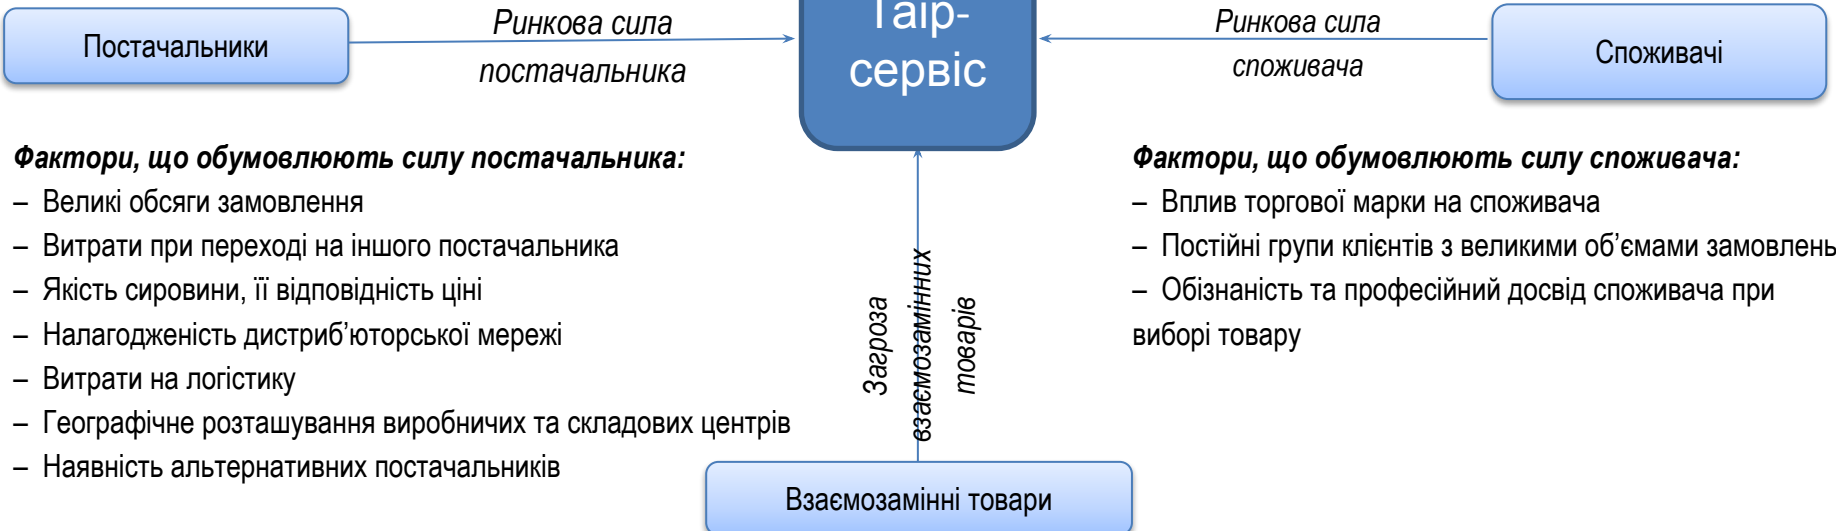 Постачальники
Ринкова сила
постачальника
Таір-
сервіс
Ринкова сила
споживача
Споживачі
Фактори, що обумовлюють силу постачальника:
– Великі обсяги замовлення
– Витрати при переході на іншого постачальника
– Якість сировини, її відповідність ціні
– Налагодженість дистриб’юторської мережі
– Витрати на логістику
– Географічне розташування виробничих та складових центрів
– Наявність альтернативних постачальників
Загроза
взаємозамінних
товарів
Фактори, що обумовлюють силу споживача:
– Вплив торгової марки на споживача
– Постійні групи клієнтів з великими об’ємами замовлень
– Обізнаність та професійний досвід споживача при
виборі товару
Взаємозамінні товари